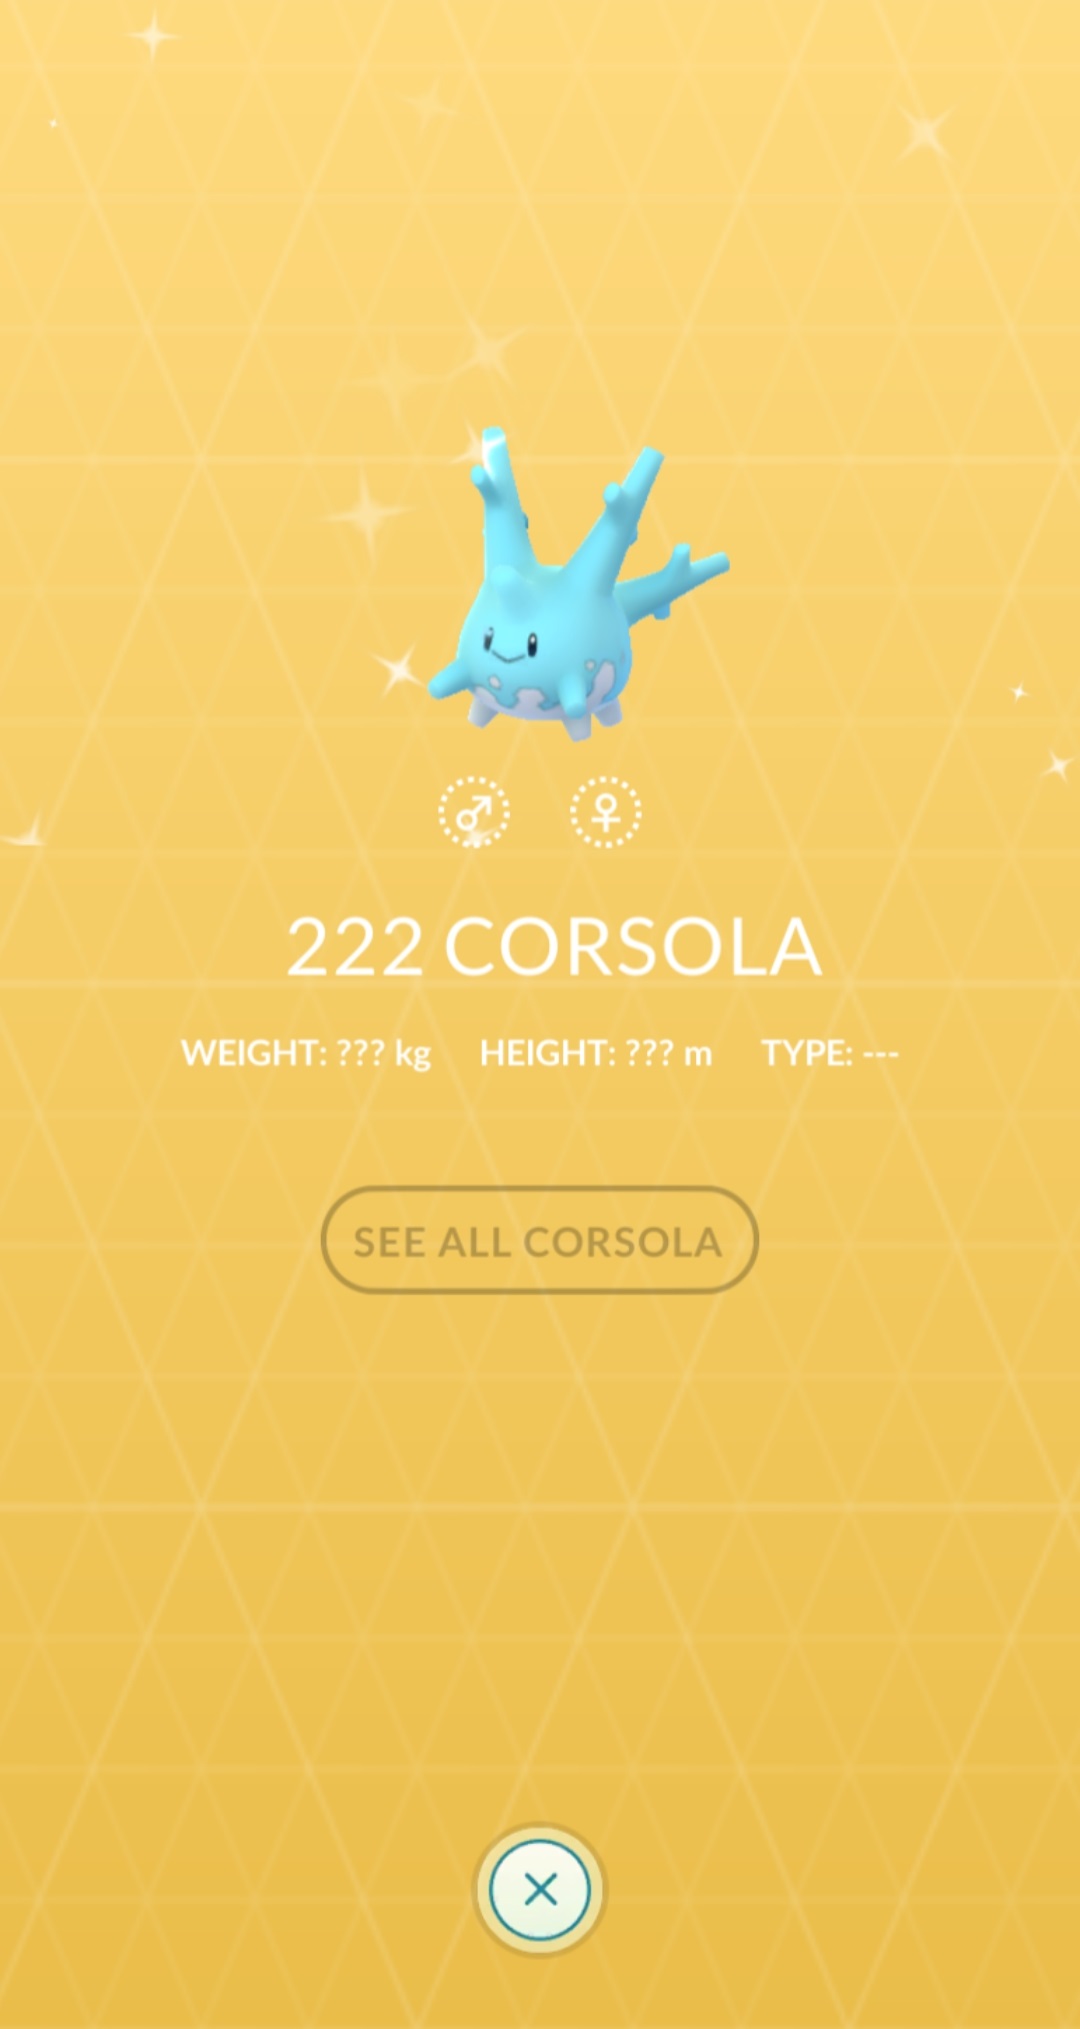 ♂ ♀
222 CORSOLA
WEIGHT: ??? kg HEIGHT: ??? m TYPE: ---
SEE ALL CORSOLA